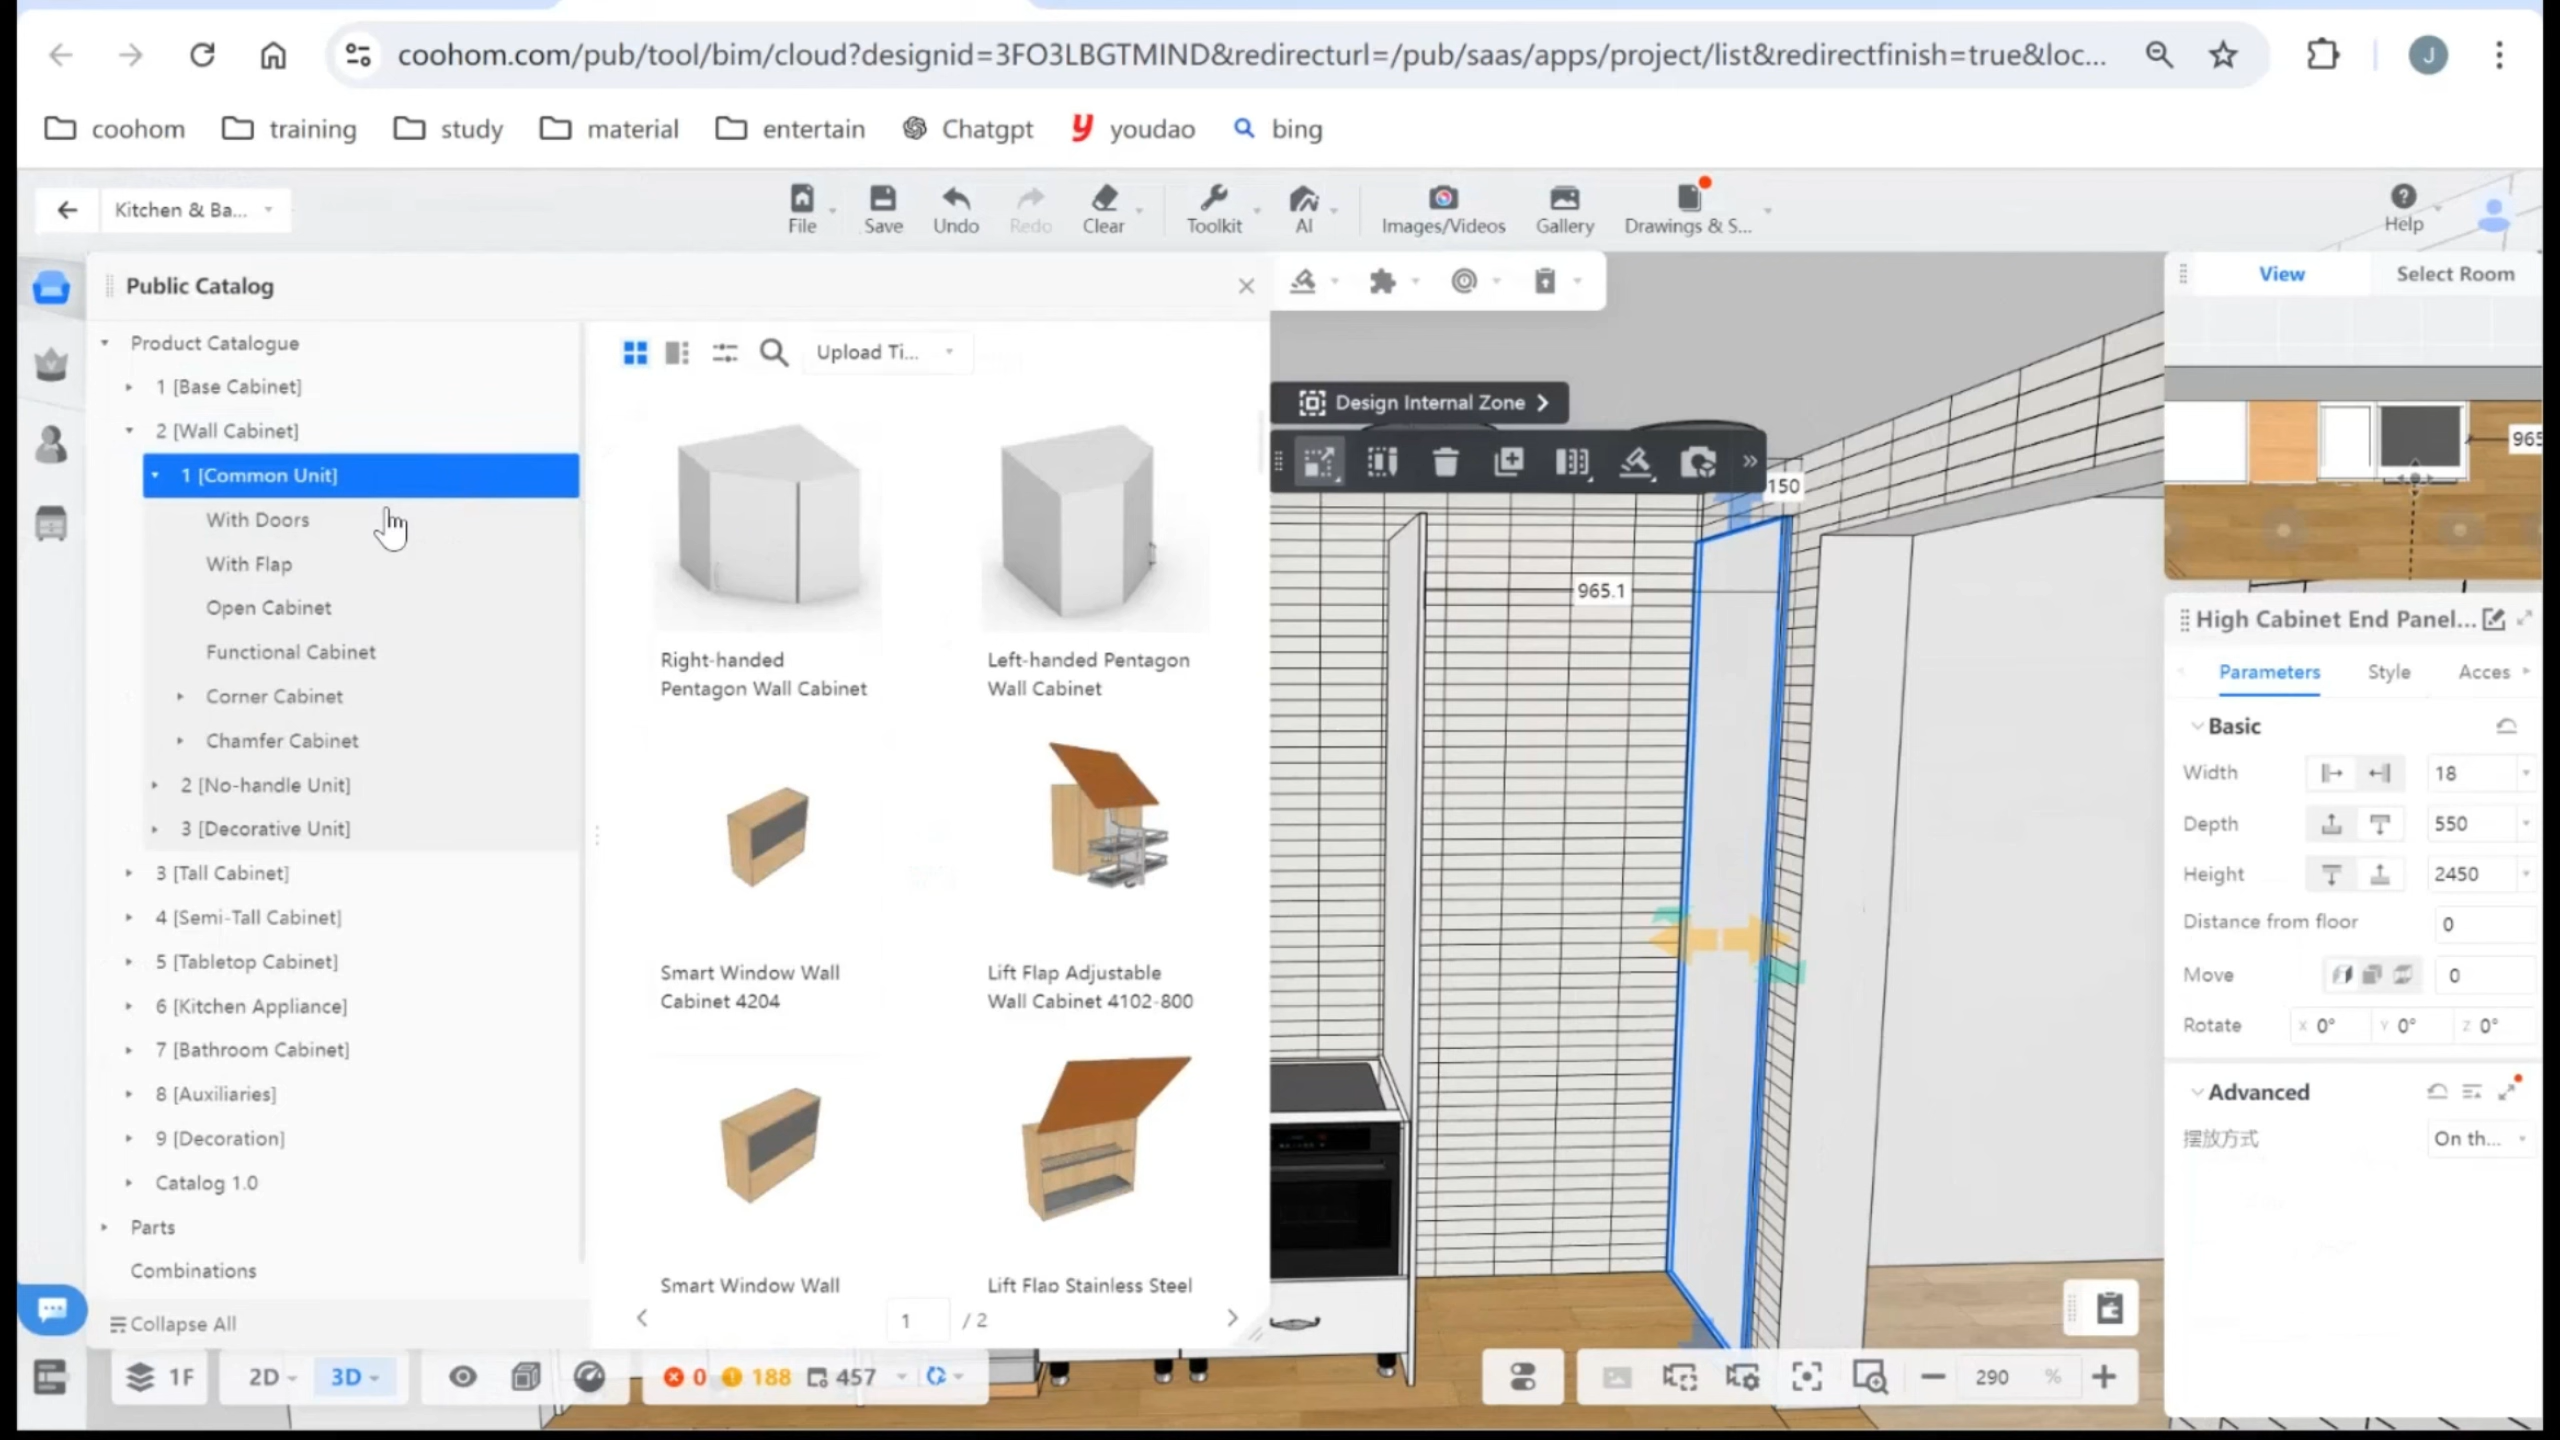 coohom.com/pub/tool/bim/cloud?designid=3FO3LBGTMIND&redirecturl=/pub/saas/apps/project/list&redirectfinish=true&loc...
J
coohom
training
study
material
entertain
Chatgpt
youdao
bing
Kitchen & Ba...
File
Save
Undo
Redo
Clear
Toolkit
AI
Images/Videos
Gallery
Drawings & S...
Help
Public Catalog
Product Catalogue
1 [Base Cabinet]
2 [Wall Cabinet]
1 [Common Unit]
With Doors
With Flap
Open Cabinet
Functional Cabinet
Corner Cabinet
Chamfer Cabinet
2 [No-handle Unit]
3 [Decorative Unit]
3 [Tall Cabinet]
4 [Semi-Tall Cabinet]
5 [Tabletop Cabinet]
6 [Kitchen Appliance]
7 [Bathroom Cabinet]
8 [Auxiliaries]
9 [Decoration]
Catalog 1.0
Parts
Combinations
Collapse All
Upload Ti...
Right-handed
Pentagon Wall Cabinet
Left-handed Pentagon
Wall Cabinet
Smart Window Wall
Cabinet 4204
Lift Flap Adjustable
Wall Cabinet 4102-800
Smart Window Wall
Lift Flap Stainless Steel
1 / 2
Design Internal Zone
150
965.1
View
Select Room
965
High Cabinet End Panel...
Parameters
Style
Acces
Basic
Width
18
Depth
550
Height
2450
Distance from floor
0
Move
0
Rotate
X 0° Y 0° Z 0°
Advanced
摆放方式
On th...
1F
2D
3D
0
188
457
290 %